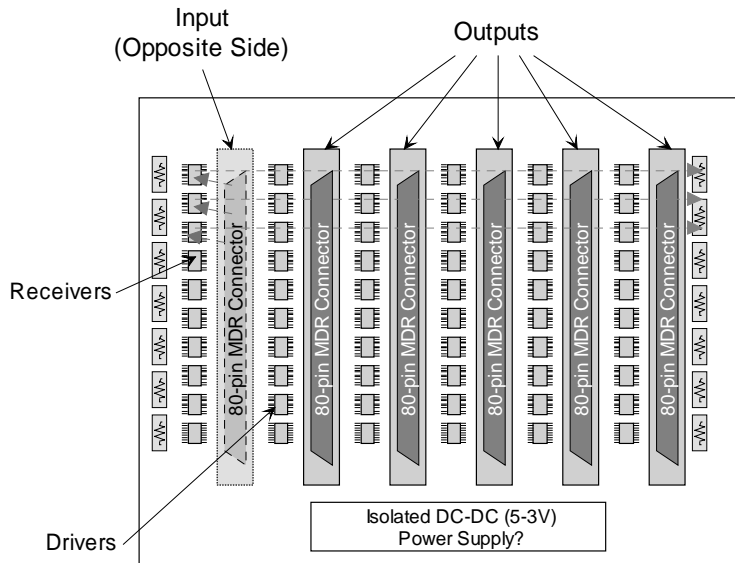 Input
(Opposite Side)
Outputs
80-pin MDR Connector
80-pin MDR Connector
80-pin MDR Connector
80-pin MDR Connector
80-pin MDR Connector
80-pin MDR Connector
Receivers
Drivers
Isolated DC-DC (5-3V)
Power Supply?